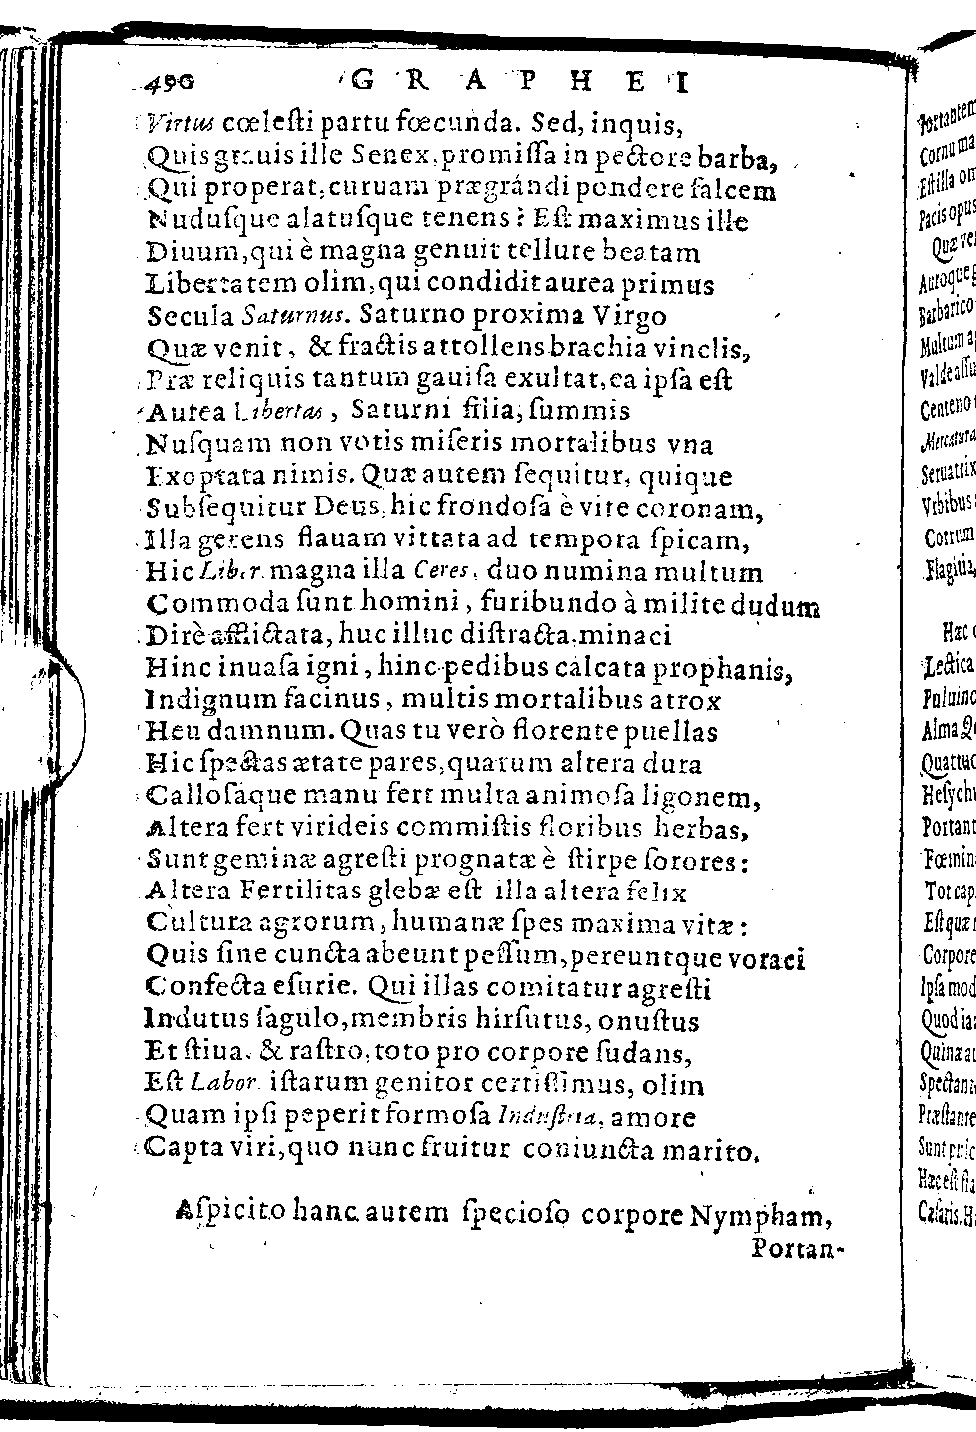 490 GRAPHEI
Virtus cœleſti partu fœcunda. Sed, inquis,
Quis grauis ille Senex, promiſſa in pectore barba,
Qui properat, curuam prægrándi pondere falcem
Nuduſque alatuſque tenens? Eſt maximus ille
Diuum, qui è magna genuit tellure beatam
Libertatem olim, qui condidit aurea primus
Secula Saturnus. Saturno proxima Virgo
Quæ venit, & fractis attollens brachia vinclis,
Præ reliquis tantum gauiſa exultat, ea ipſa eſt
Aurea Libertas, Saturni filia, ſummis
Nuſquam non votis miſeris mortalibus vna
Exoptata nimis. Quæ autem ſequitur, quique
Subſequitur Deus, hic frondoſa è vite coronam,
Illa gerens flauam vittata ad tempora ſpicam,
Hic Liber. magna illa Ceres, duo numina multum
Commoda ſunt homini, furibundo à milite dudum
Dirè afflictata, huc illuc diſtracta, minaci
Hinc inuaſa igni, hinc pedibus calcata prophanis,
Indignum facinus, multis mortalibus atrox
Heu damnum. Quas tu verò florente puellas
Hic ſpectas ætate pares, quarum altera dura
Calloſaque manu fert multa animoſa ligonem,
Altera fert virideis commiſtis floribus herbas,
Sunt geminæ agreſti prognatæ è ſtirpe ſorores:
Altera Fertilitas glebæ eſt illa altera felix
Cultura agrorum, humanæ ſpes maxima vitæ:
Quis ſine cuncta abeunt peſſum, pereuntque voraci
Confecta eſurie. Qui illas comitatur agreſti
Indutus ſagulo, membris hirſutus, onuſtus
Et ſtiua, & raſtro, toto pro corpore ſudans,
Eſt Labor. iſtarum genitor certiſſimus, olim
Quam ipſi peperit formoſa Induſtria, amore
Capta viri, quo nunc fruitur coniuncta marito.
Aſpicito hanc autem ſpecioſo corpore Nympham,
Portan-
Portantem
Cornu ma
Eſt illa om
Pacis opus
Quæ ve
Auroque g
Barbarico
Multum a
Valde aſſu
Centeno
Mercatura
Seruatrix
Vrbibus
Flagitia,
Hæc
Lectica
Puluino
Alma
Quattuo
Heſychi
Portant
Fœmin
Tot cap
Eſt quæ
Corpore
Ipſa mod
Quod ia
Quinæ
Spectan
Præſtante
Sunt
Hæc eſt
Cæſaris. H